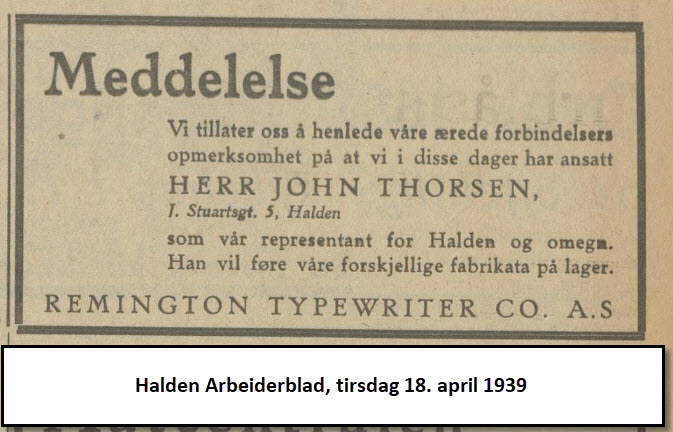 Meddelelse
Vi tillater oss å henlede våre ærede forbindelsers
opmerksomhet på at vi i disse dager har ansatt
HERR JOHN THORSEN,
J. Stuartsgt. 5, Halden
som vår representant for Halden og omegn.
Han vil føre våre forskjellige fabrikata på lager.
REMINGTON TYPEWRITER CO. A.S
Halden Arbeiderblad, tirsdag 18. april 1939